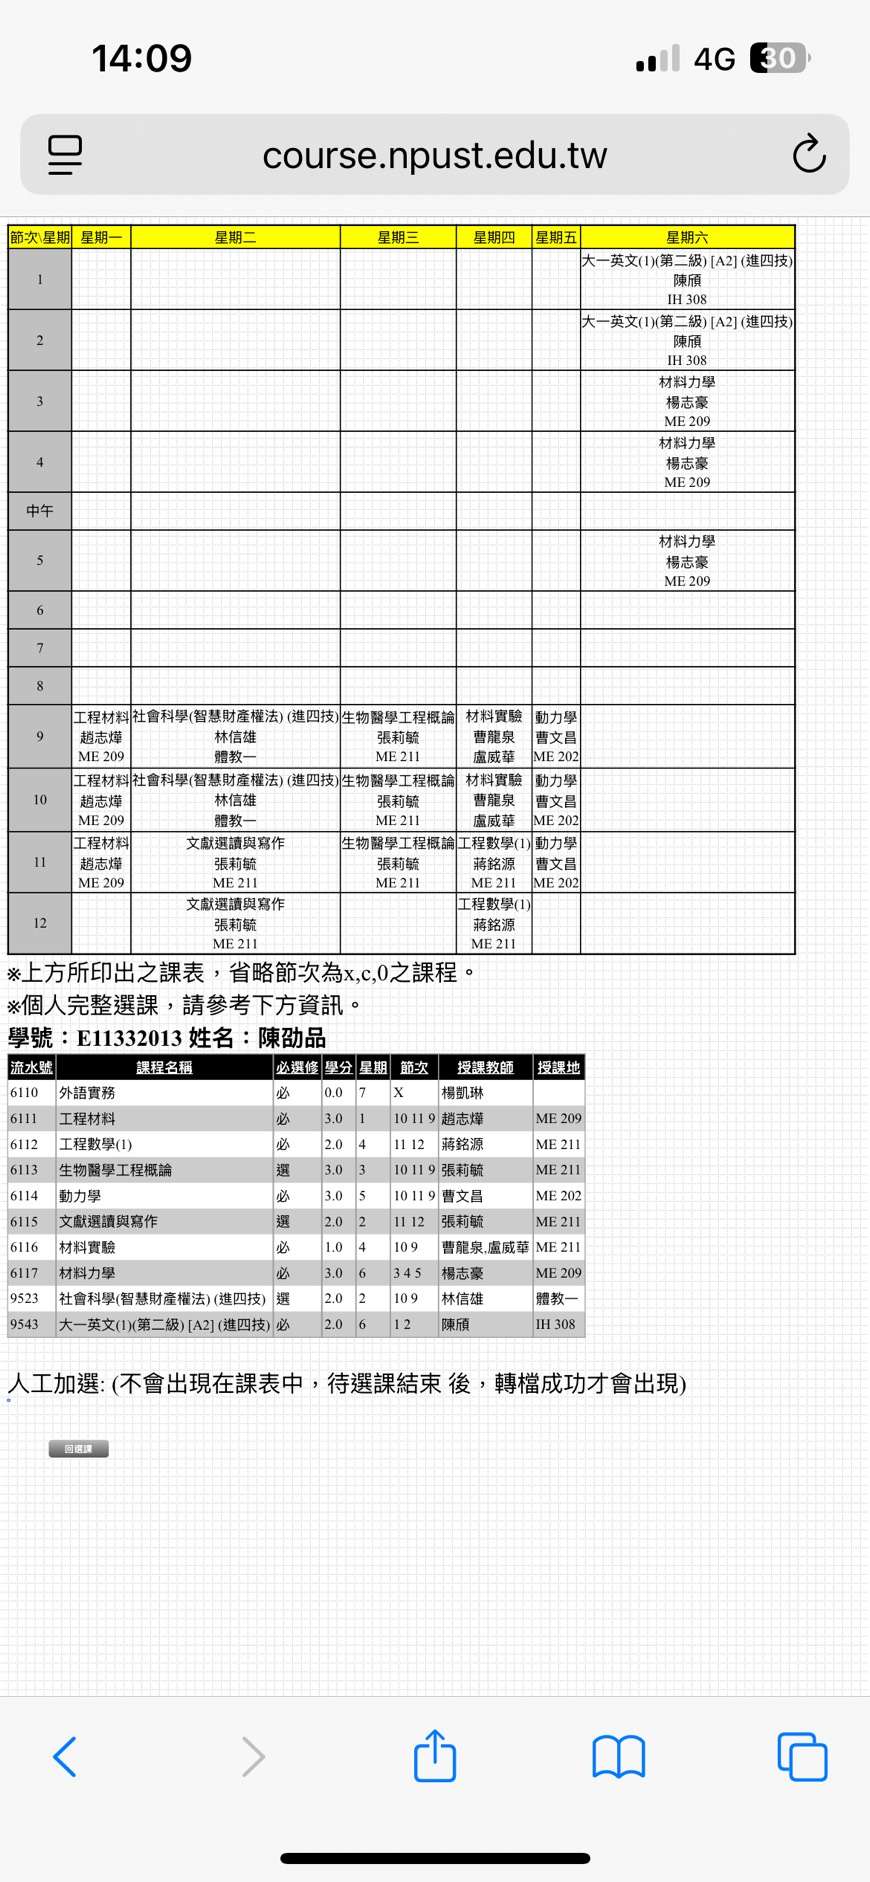 14:09
4G 30
course.npust.edu.tw
節次\星期 星期一 星期二 星期三 星期四 星期五 星期六
1 大一英文(1)(第二級) [A2] (進四技)
陳頎
IH 308
2 大一英文(1)(第二級) [A2] (進四技)
陳頎
IH 308
3 材料力學
楊志豪
ME 209
4 材料力學
楊志豪
ME 209
中午
5 材料力學
楊志豪
ME 209
6
7
8
9 工程材料 社會科學(智慧財產權法) (進四技) 生物醫學工程概論 材料實驗 動力學
趙志燁 林信雄 張莉毓 曹龍泉 曹文昌
ME 209 體教一 ME 211 盧威華 ME 202
10 工程材料 社會科學(智慧財產權法) (進四技) 生物醫學工程概論 材料實驗 動力學
趙志燁 林信雄 張莉毓 曹龍泉 曹文昌
ME 209 體教一 ME 211 盧威華 ME 202
11 工程材料 文獻選讀與寫作 生物醫學工程概論 工程數學(1) 動力學
趙志燁 張莉毓 張莉毓 蔣銘源 曹文昌
ME 209 ME 211 ME 211 ME 211 ME 202
12 文獻選讀與寫作 工程數學(1)
張莉毓 蔣銘源
ME 211 ME 211
※上方所印出之課表，省略節次為x,c,0之課程。
※個人完整選課，請參考下方資訊。
學號：E11332013 姓名：陳劭品
流水號 課程名稱 必選修 學分 星期 節次 授課教師 授課地
6110 外語實務 必 0.0 7 X 楊凱琳
6111 工程材料 必 3.0 1 10 11 9 趙志燁 ME 209
6112 工程數學(1) 必 2.0 4 11 12 蔣銘源 ME 211
6113 生物醫學工程概論 選 3.0 3 10 11 9 張莉毓 ME 211
6114 動力學 必 3.0 5 10 11 9 曹文昌 ME 202
6115 文獻選讀與寫作 選 2.0 2 11 12 張莉毓 ME 211
6116 材料實驗 必 1.0 4 10 9 曹龍泉,盧威華 ME 211
6117 材料力學 必 3.0 6 3 4 5 楊志豪 ME 209
9523 社會科學(智慧財產權法) (進四技) 選 2.0 2 10 9 林信雄 體教一
9543 大一英文(1)(第二級) [A2] (進四技) 必 2.0 6 1 2 陳頎 IH 308
人工加選: (不會出現在課表中，待選課結束 後，轉檔成功才會出現)
回選課